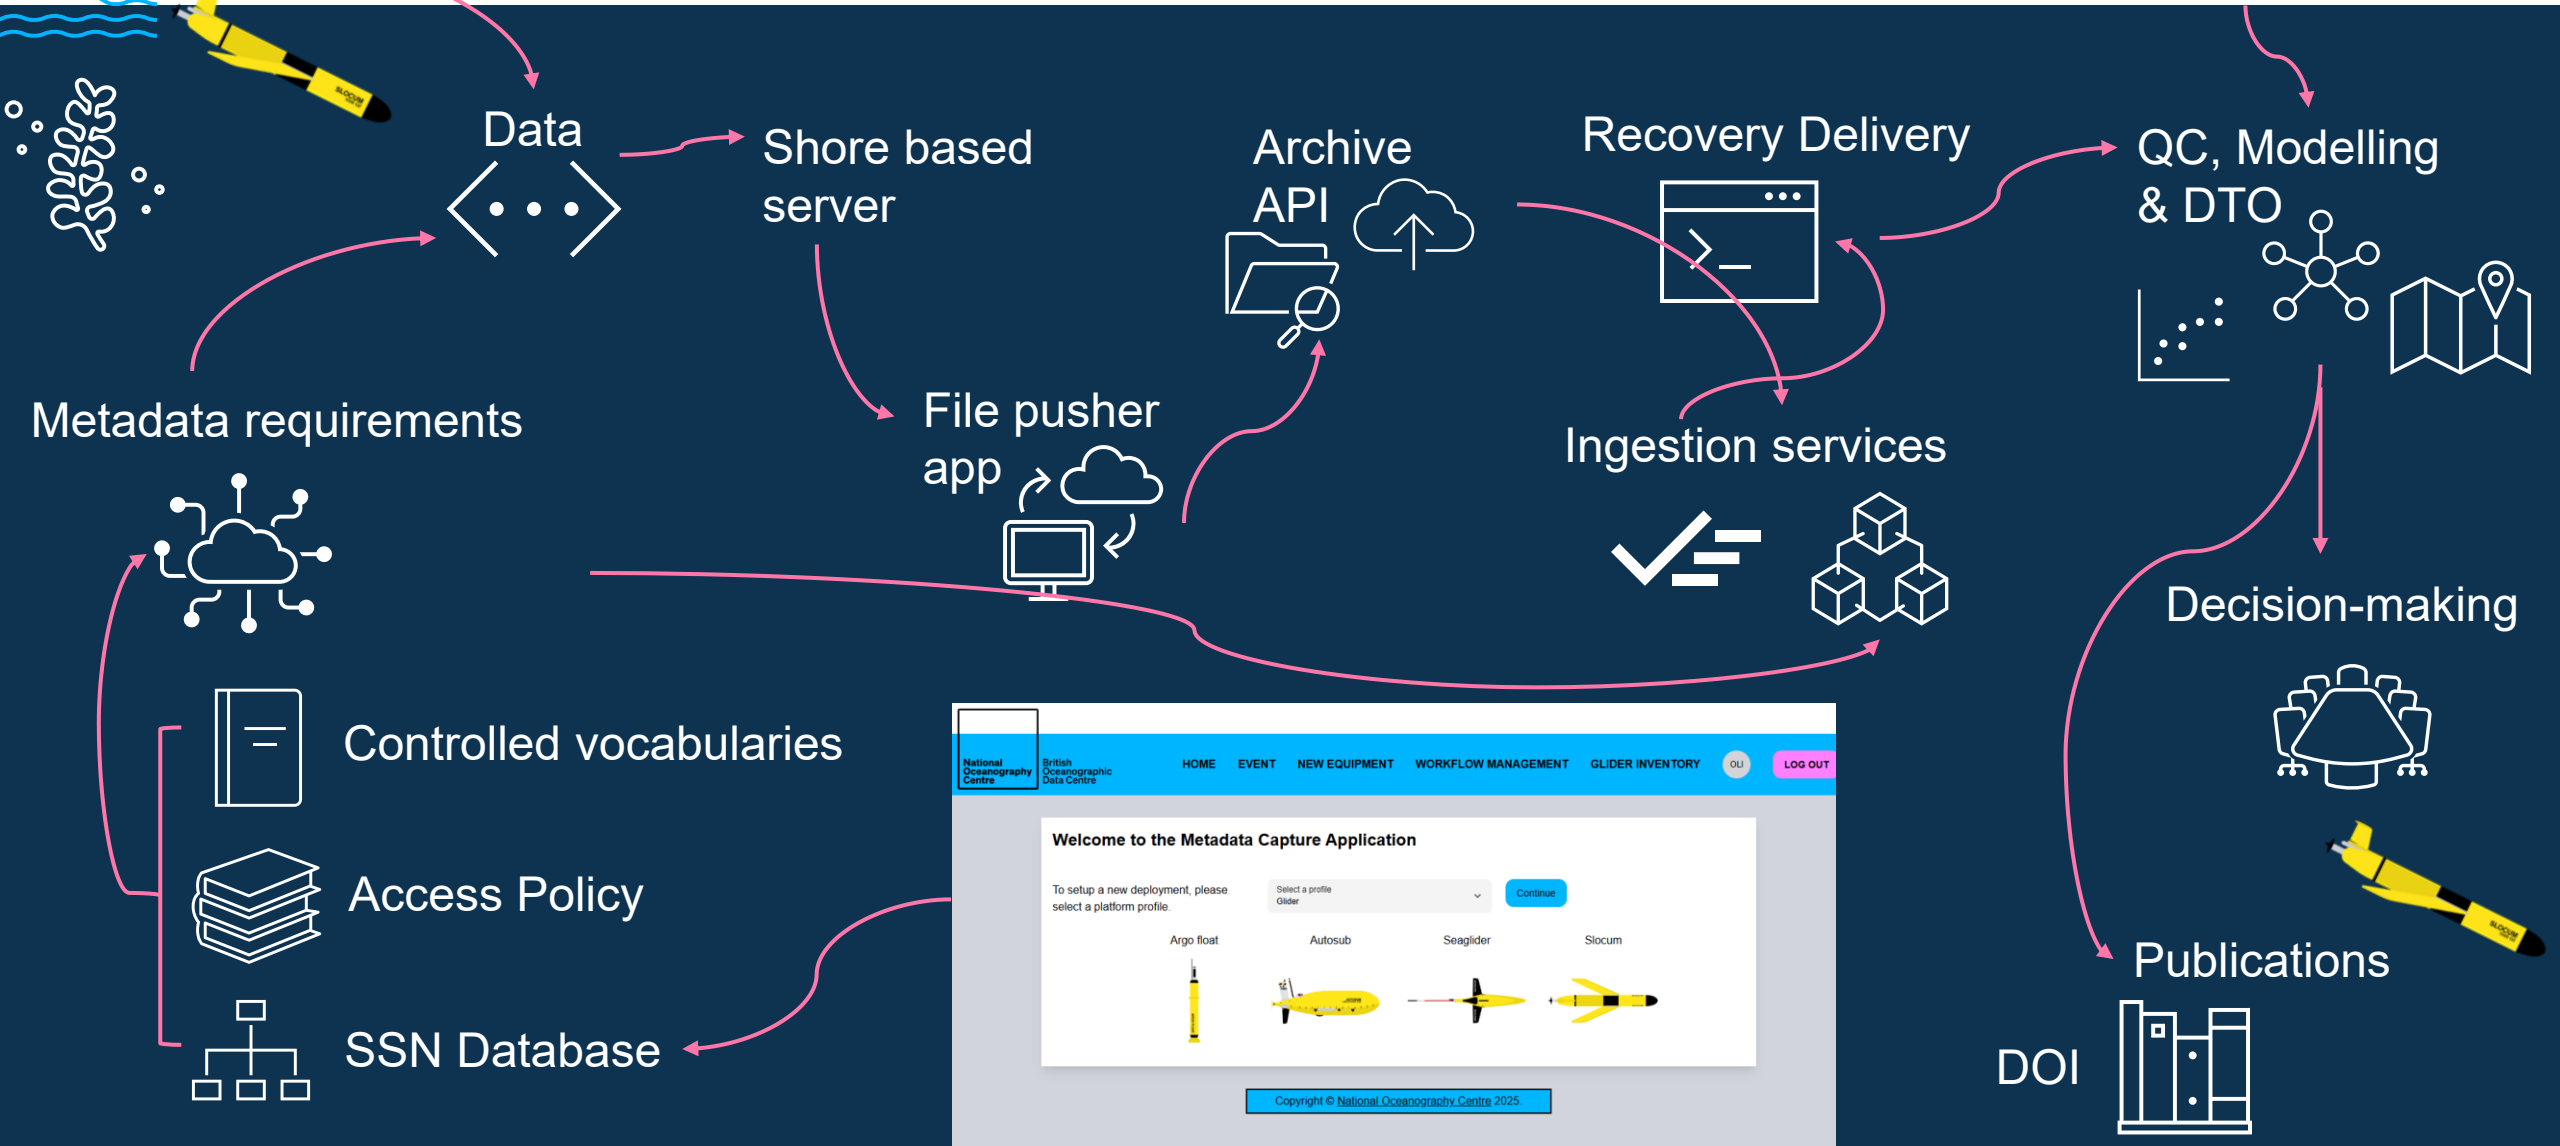 SLOCUM
Data
Shore based
server
Archive
API
Recovery Delivery
QC, Modelling
& DTO
Metadata requirements
File pusher
app
Ingestion services
Decision-making
Controlled vocabularies
Access Policy
SSN Database
National
Oceanography
Centre
British
Oceanographic
Data Centre
HOME EVENT NEW EQUIPMENT WORKFLOW MANAGEMENT GLIDER INVENTORY OLI LOG OUT
Welcome to the Metadata Capture Application
To setup a new deployment, please
select a platform profile.
Select a profile
Glider
Continue
Argo float Autosub Seaglider Slocum
Copyright © National Oceanography Centre 2025.
SLOCUM
Publications
DOI